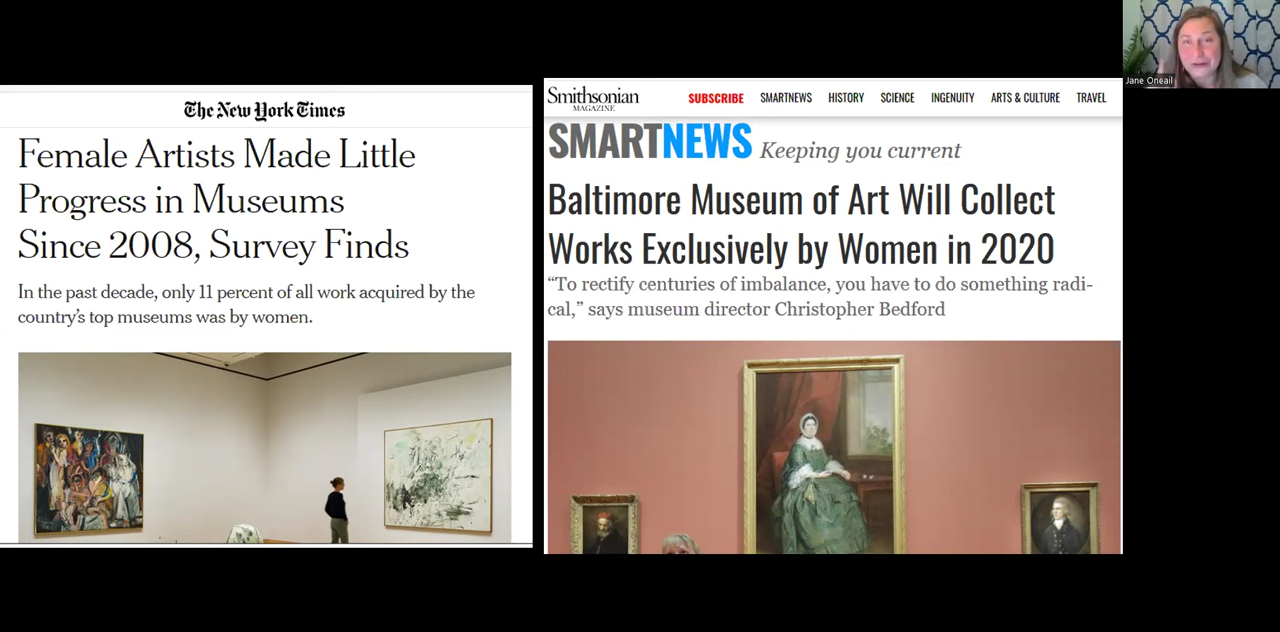 The New York Times
Female Artists Made Little
Progress in Museums
Since 2008, Survey Finds
In the past decade, only 11 percent of all work acquired by the
country's top museums was by women.
Smithsonian
MAGAZINE
SUBSCRIBE SMARTNEWS HISTORY SCIENCE INGENUITY ARTS & CULTURE TRAVEL
SMARTNEWS Keeping you current
Baltimore Museum of Art Will Collect
Works Exclusively by Women in 2020
“To rectify centuries of imbalance, you have to do something radi-
cal,” says museum director Christopher Bedford
Jane Oneail